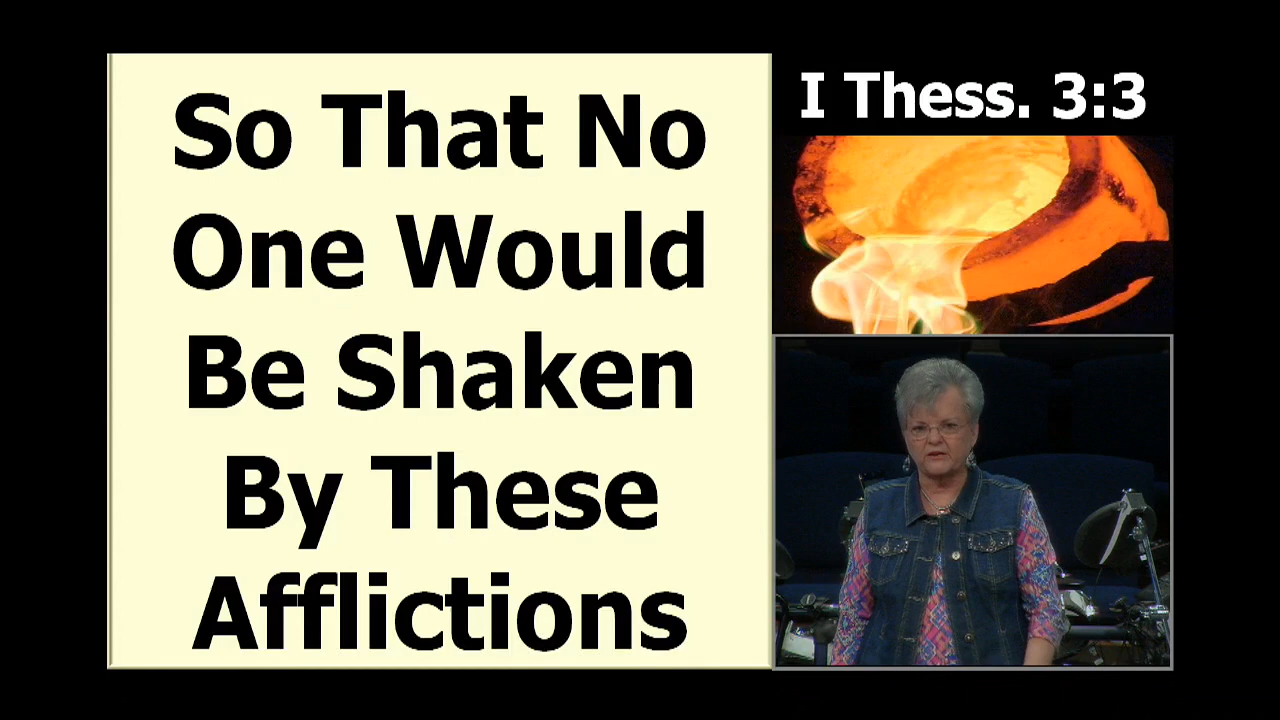 So That No
One Would
Be Shaken
By These
Afflictions
I Thess. 3:3